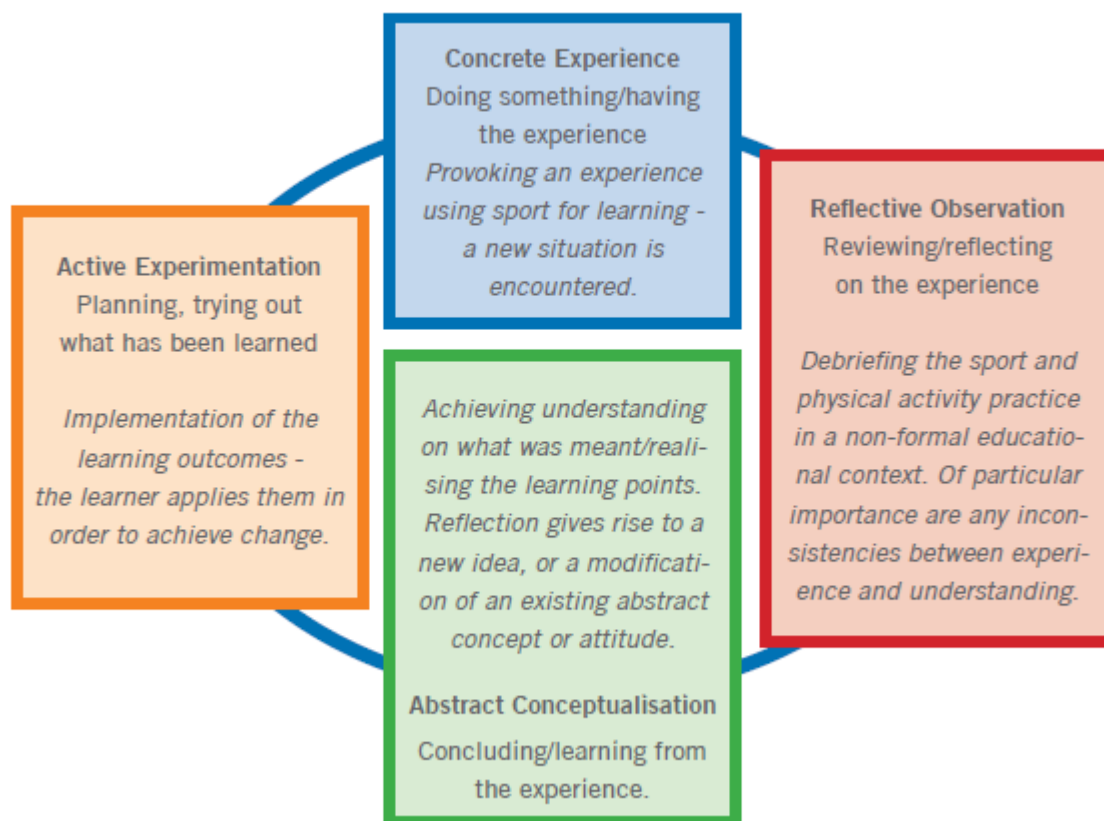 Concrete Experience
Doing something/having
the experience
Provoking an experience
using sport for learning -
a new situation is
encountered.
Reflective Observation
Reviewing/reflecting
on the experience
Debriefing the sport and
physical activity practice
in a non-formal educatio-
nal context. Of particular
importance are any incon-
sistencies between experi-
ence and understanding.
Achieving understanding
on what was meant/reali-
sing the learning points.
Reflection gives rise to a
new idea, or a modificati-
on of an existing abstract
concept or attitude.
Abstract Conceptualisation
Concluding/learning from
the experience.
Active Experimentation
Planning, trying out
what has been learned
Implementation of the
learning outcomes -
the learner applies them in
order to achieve change.